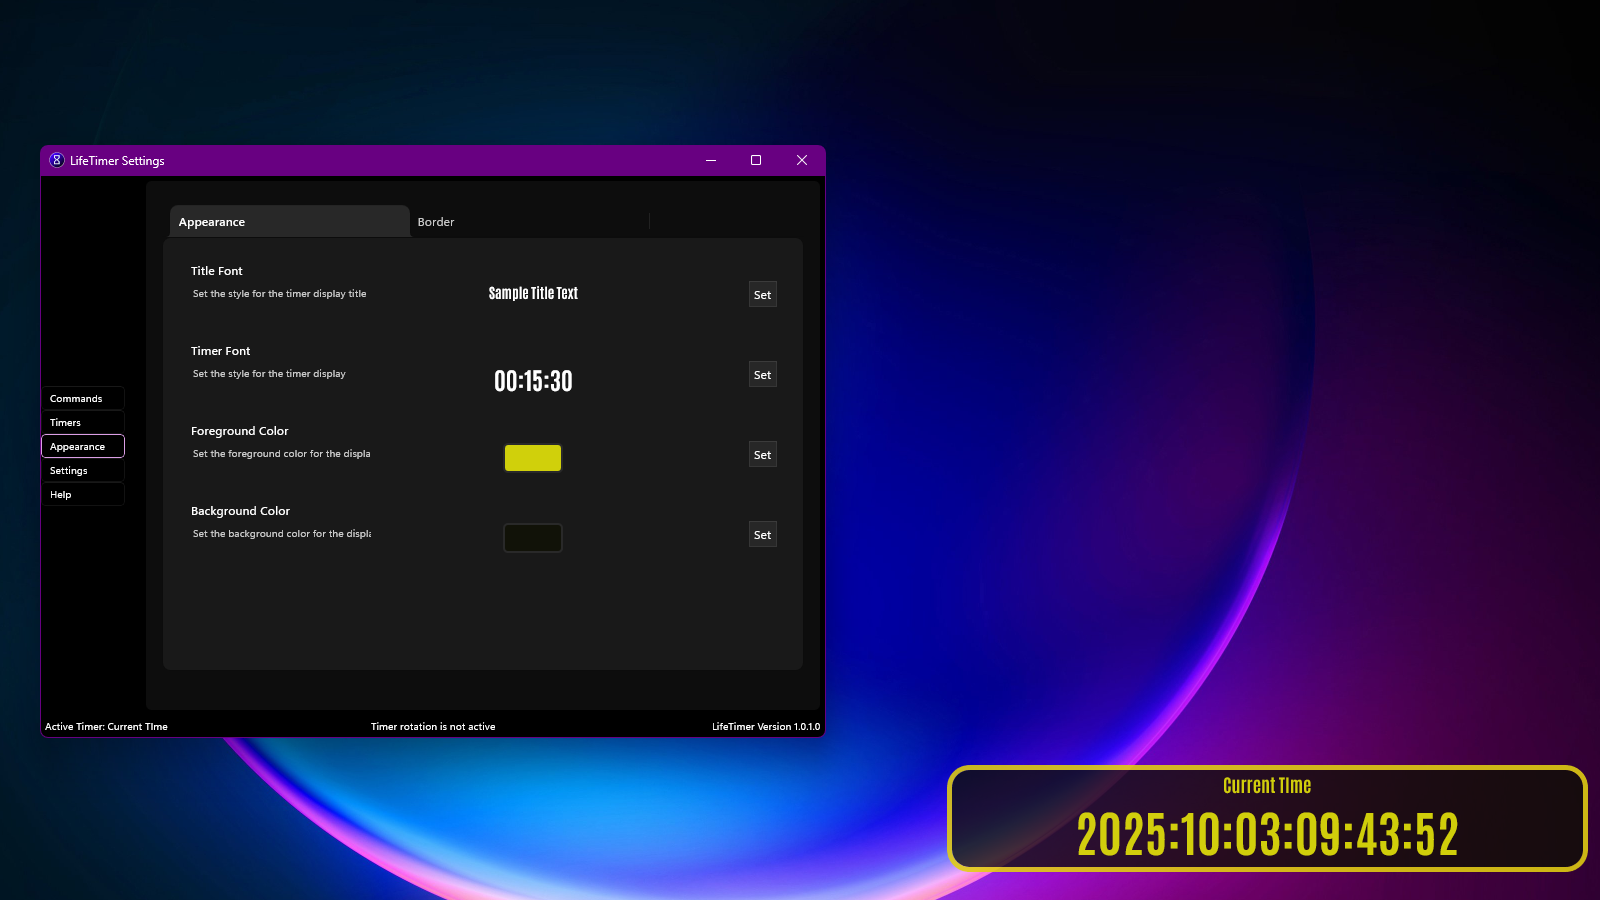 LifeTimer Settings
Appearance
Border
Title Font
Set the style for the timer display title
Sample Title Text
Set
Timer Font
Set the style for the timer display
00:15:30
Set
Foreground Color
Set the foreground color for the displa
Set
Background Color
Set the background color for the displa
Set
Commands
Timers
Appearance
Settings
Help
Active Timer: Current TIme
Timer rotation is not active
LifeTimer Version 1.0.1.0
Current TIme
2025:10:03:09:43:52